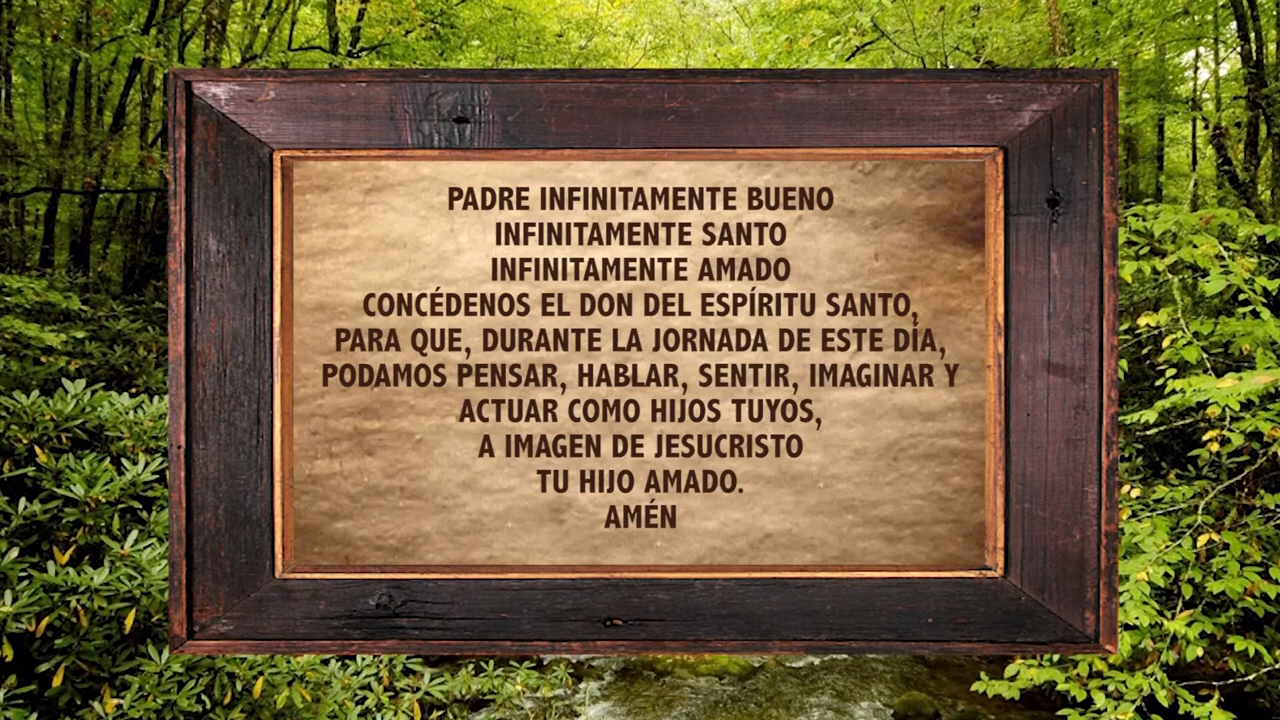 PADRE INFINITAMENTE BUENO
INFINITAMENTE SANTO
INFINITAMENTE AMADO
CONCÉDENOS EL DON DEL ESPÍRITU SANTO,
PARA QUE, DURANTE LA JORNADA DE ESTE DÍA,
PODAMOS PENSAR, HABLAR, SENTIR, IMAGINAR Y
ACTUAR COMO HIJOS TUYOS,
A IMAGEN DE JESUCRISTO
TU HIJO AMADO.
AMÉN